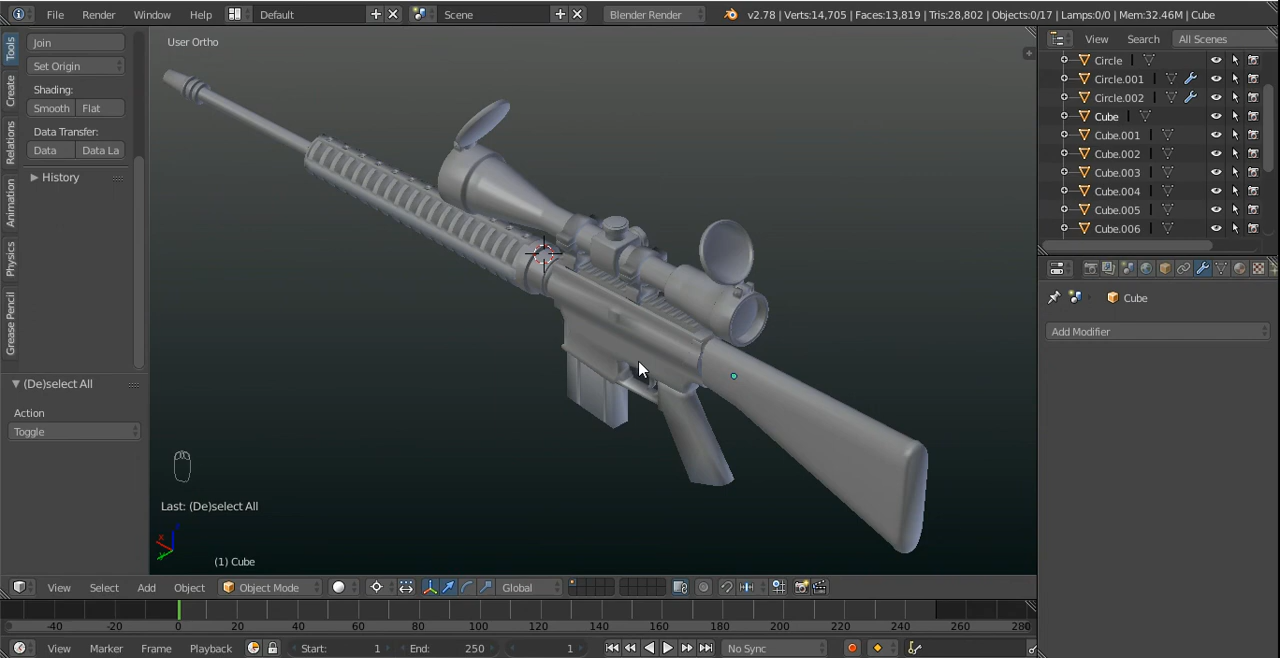 File Render Window Help Default Scene Blender Render v2.78 | Verts:14,705 | Faces:13,819 | Tris:28,802 | Objects:0/17 | Lamps:0/0 | Mem:32.46M | Cube
Tools
Create
Relations
Animation
Physics
Grease Pencil
Join
Set Origin
Shading:
Smooth Flat
Data Transfer:
Data Data La
History
(De)select All
Action
Toggle
User Ortho
Last: (De)select All
(1) Cube
View Search All Scenes
Circle
Circle.001
Circle.002
Cube
Cube.001
Cube.002
Cube.003
Cube.004
Cube.005
Cube.006
Cube
Add Modifier
View Select Add Object Object Mode Global
-40 -20 0 20 40 60 80 100 120 140 160 180 200 220 240 260 280
View Marker Frame Playback Start: 1 End: 250 1 No Sync